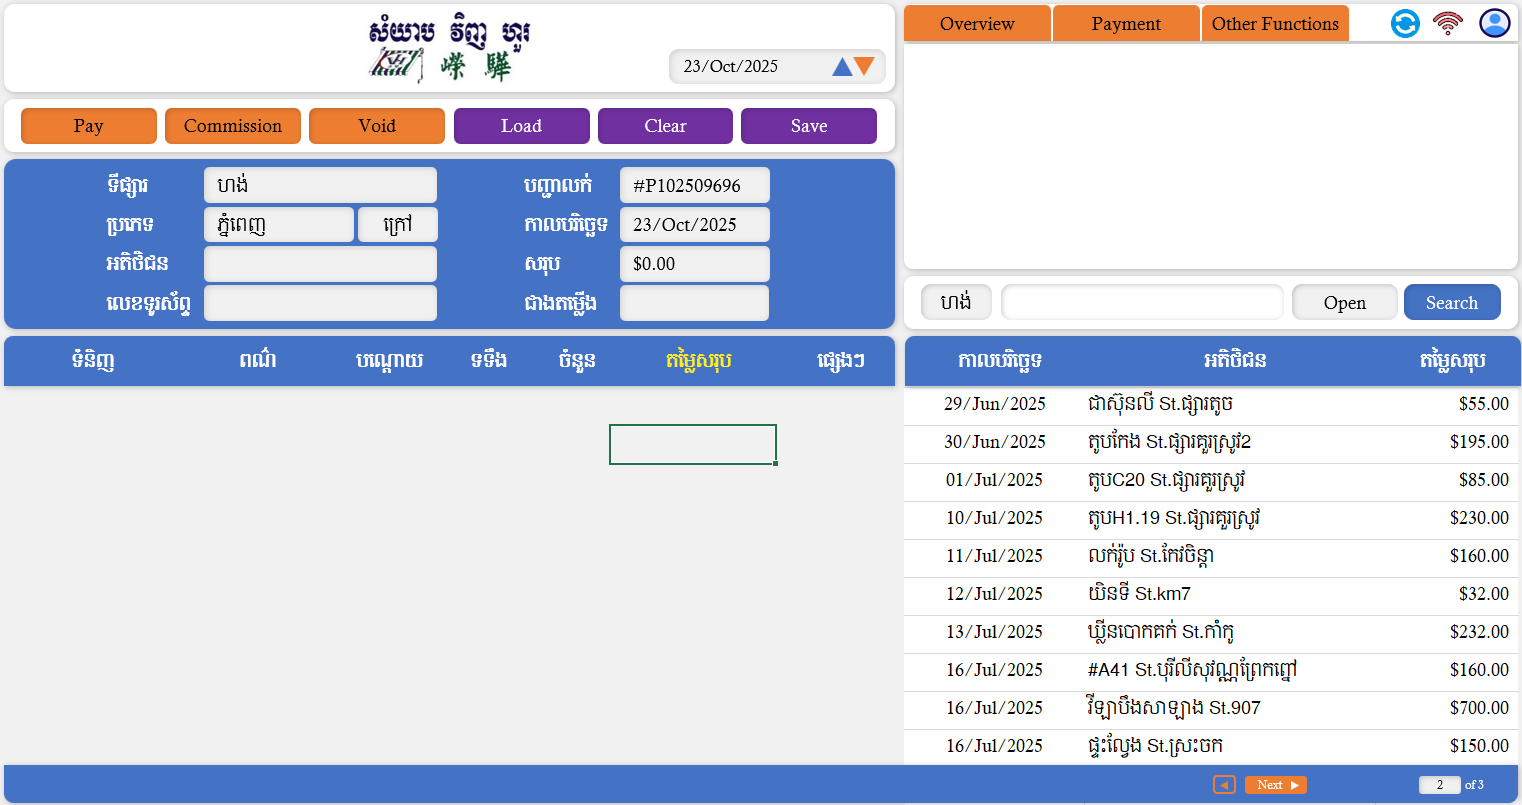 សំយាប វិញ ហួរ
嶸 驊
23/Oct/2025
Overview Payment Other Functions
Pay Commission Void Load Clear Save
ទីផ្សារ ហង់ បញ្ជាលក់ #P102509696
ប្រភេទ ភ្នំពេញ ក្រៅ កាលបរិច្ឆេទ 23/Oct/2025
អតិថិជន សរុប $0.00
លេខទូរស័ព្ទ ជាងតម្លើង
ហង់ Open Search
ទំនិញ ពណ៌ បណ្តោយ ទទឹង ចំនួន តម្លៃសរុប ផ្សេងៗ
កាលបរិច្ឆេទ អតិថិជន តម្លៃសរុប
29/Jun/2025 ជាស៊ុនលី St.ផ្សារតូច $55.00
30/Jun/2025 តូបកែង St.ផ្សារគួរស្រូវ2 $195.00
01/Jul/2025 តូបC20 St.ផ្សារគួរស្រូវ $85.00
10/Jul/2025 តូបH1.19 St.ផ្សារគួរស្រូវ $230.00
11/Jul/2025 លក់រ៉ូប St.កែវចិន្តា $160.00
12/Jul/2025 យិនទី St.km7 $32.00
13/Jul/2025 ឃ្លីនបោកគក់ St.កាំកូ $232.00
16/Jul/2025 #A41 St.បុរីលីសុវណ្ណព្រែកព្នៅ $160.00
16/Jul/2025 វីឡាបឹងសាឡាង St.907 $700.00
16/Jul/2025 ផ្ទះល្វែង St.ស្រះចក $150.00
Next 2 of 3